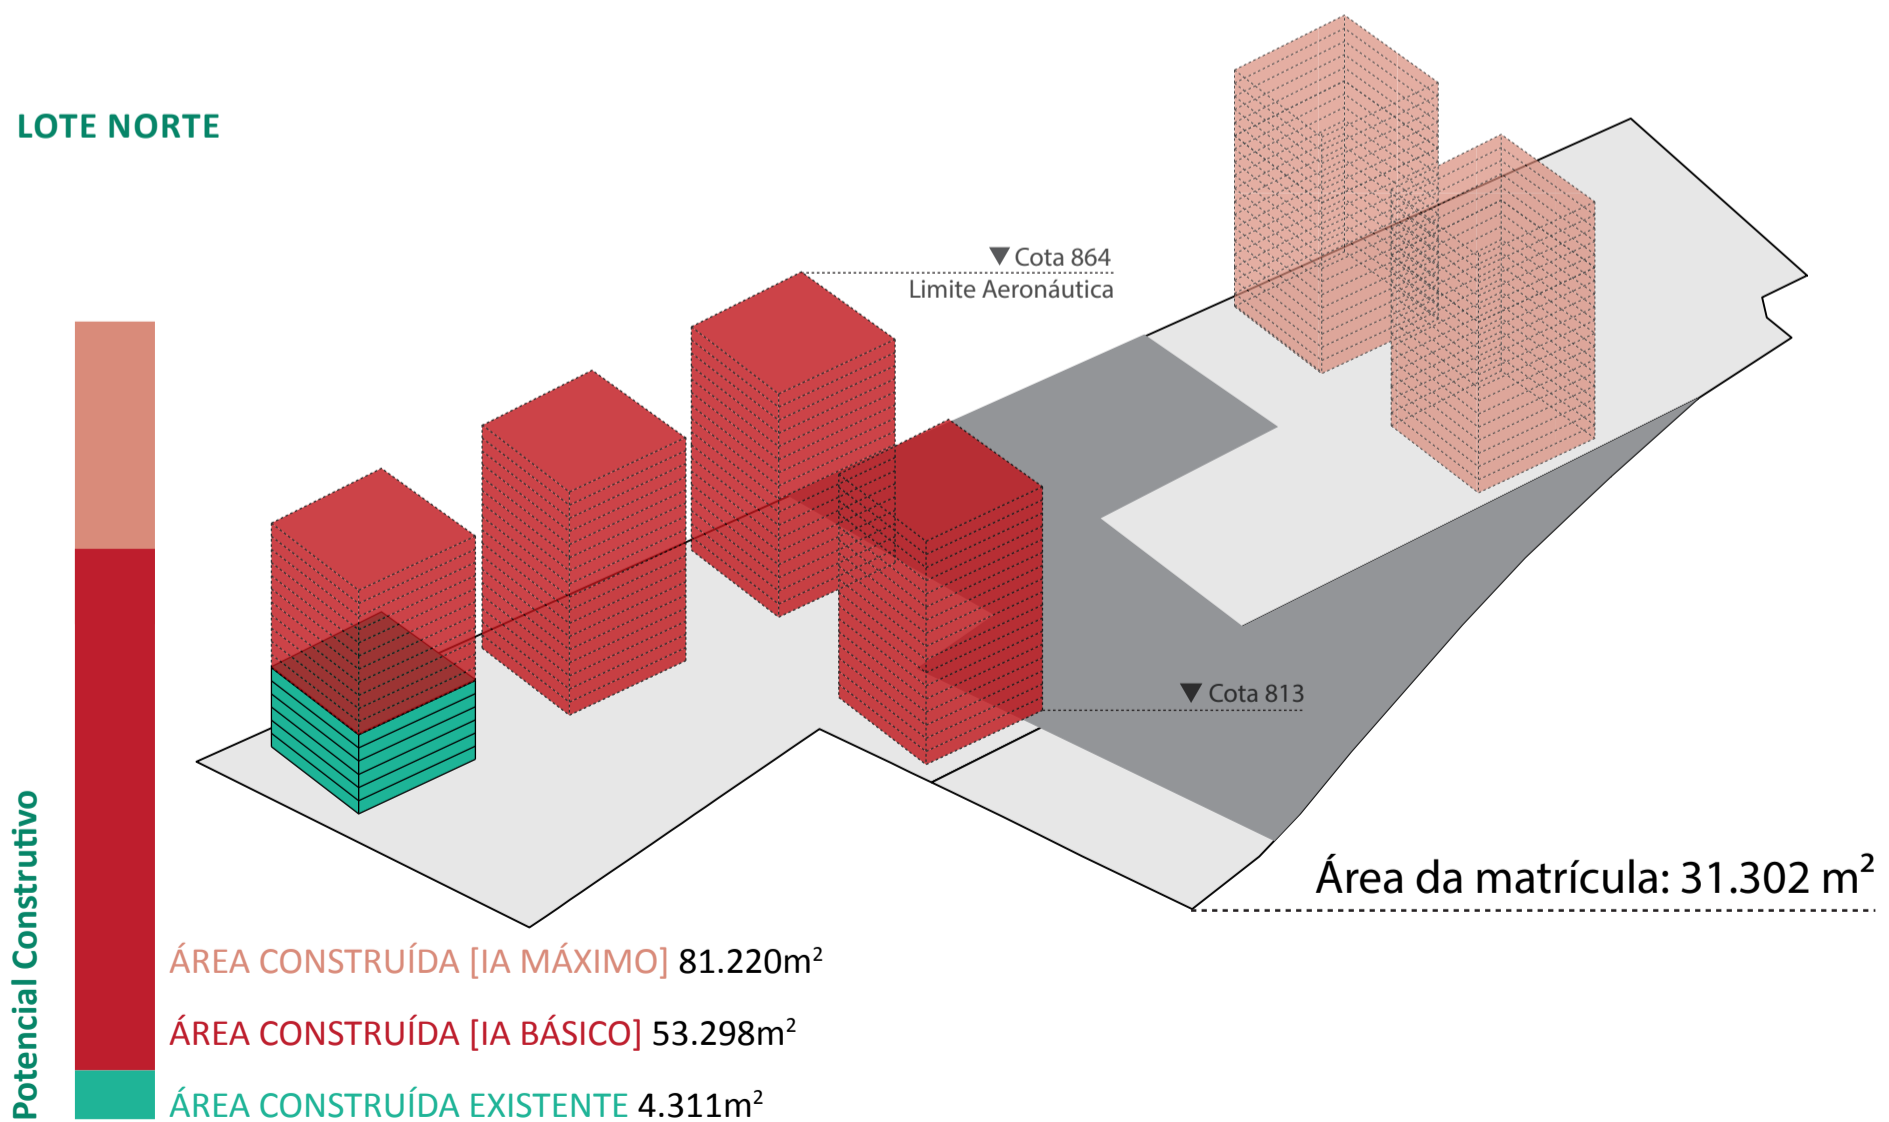 LOTE NORTE
▼ Cota 864
Limite Aeronáutica
▼ Cota 813
Área da matrícula: 31.302 m²
Potencial Construtivo
ÁREA CONSTRUÍDA [IA MÁXIMO] 81.220m²
ÁREA CONSTRUÍDA [IA BÁSICO] 53.298m²
ÁREA CONSTRUÍDA EXISTENTE 4.311m²